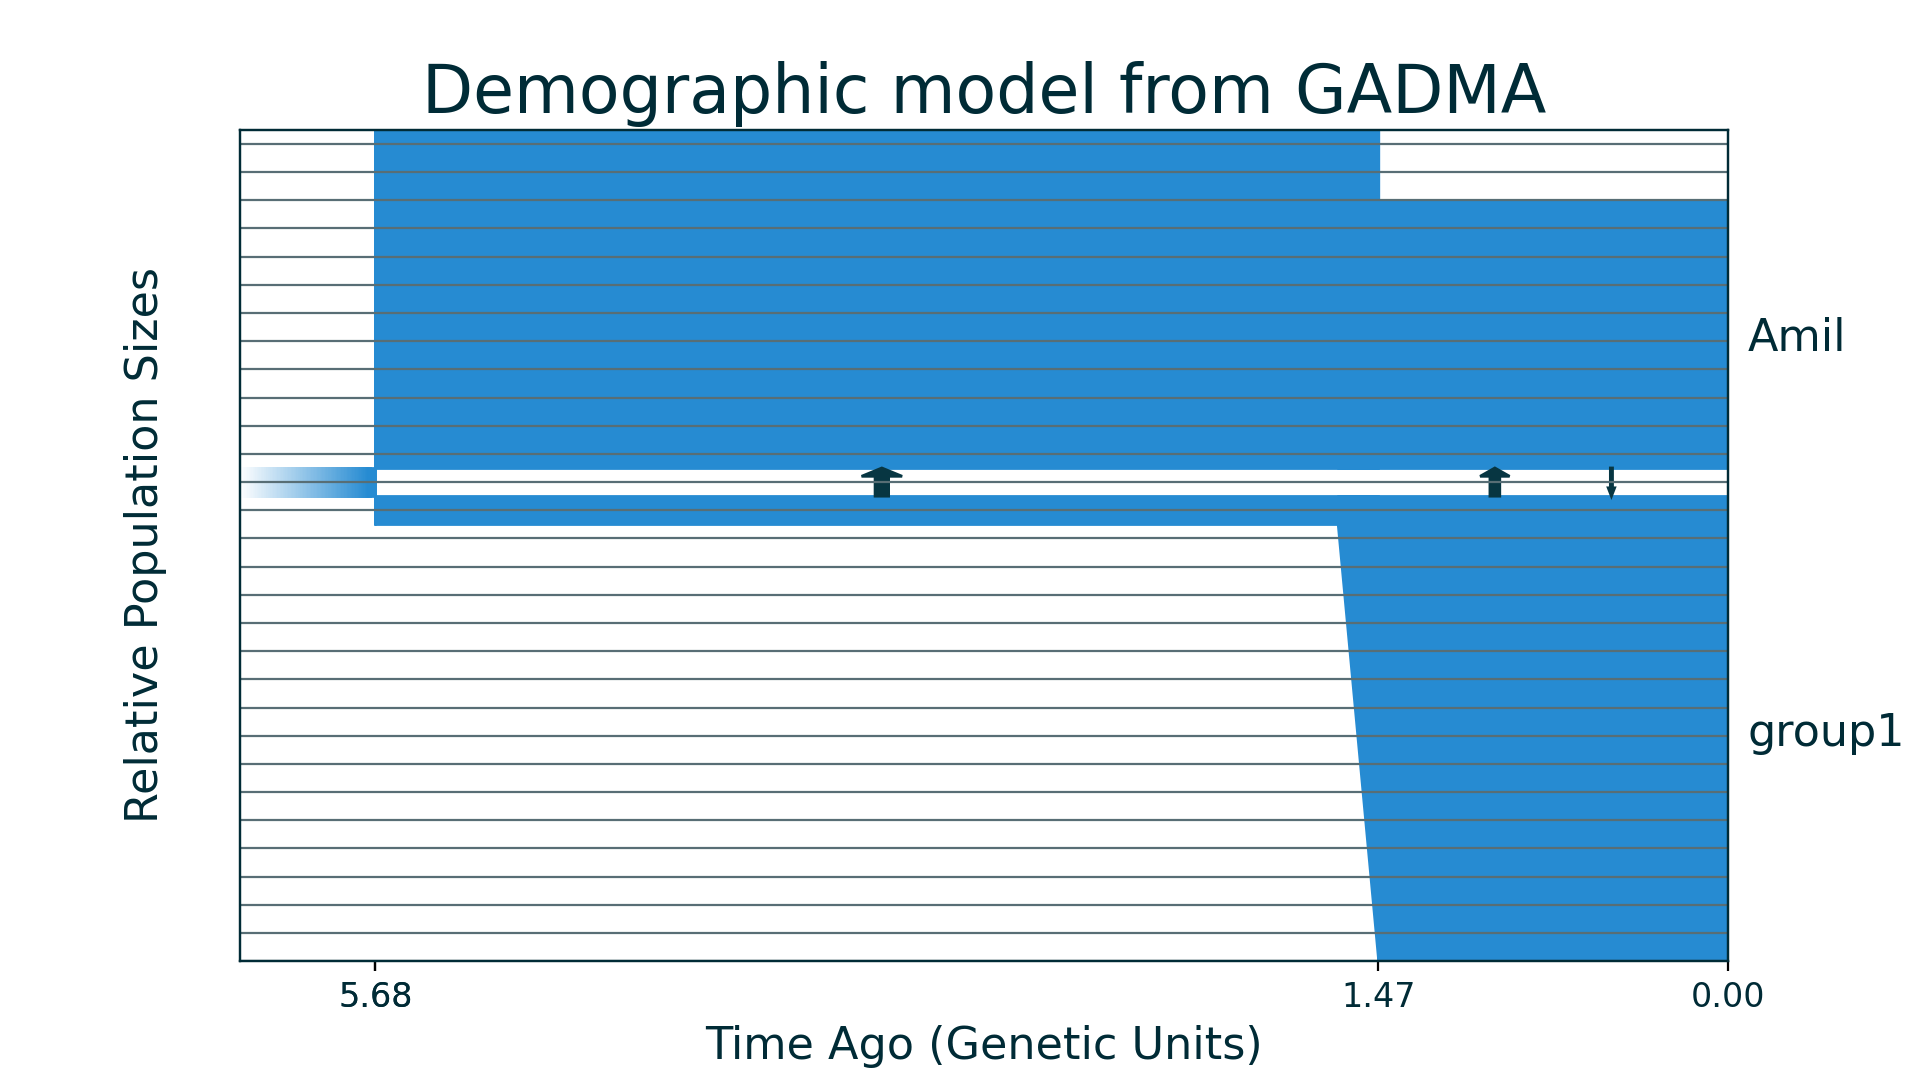 Demographic model from GADMA
Relative Population Sizes
Amil
group1
5.68
1.47
0.00
Time Ago (Genetic Units)